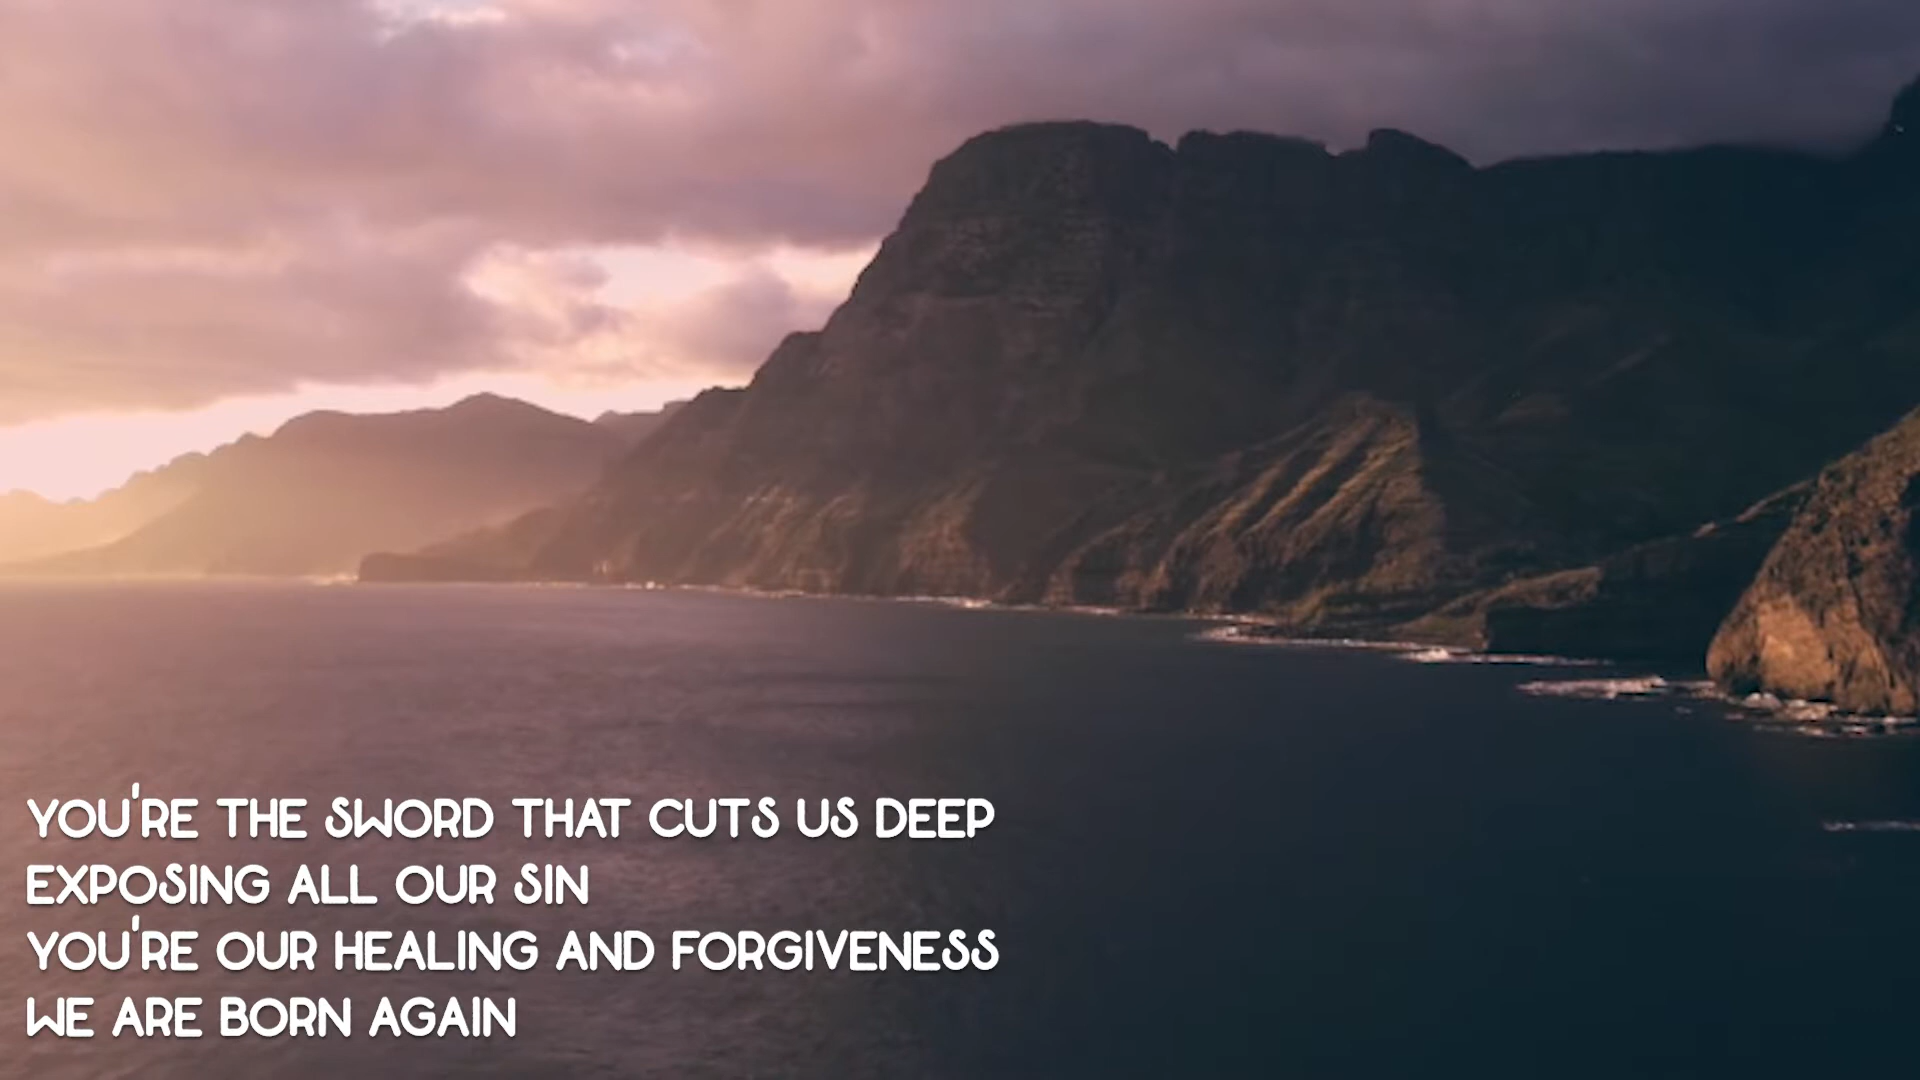 YOU'RE THE SWORD THAT CUTS US DEEP
EXPOSING ALL OUR SIN
YOU'RE OUR HEALING AND FORGIVENESS
WE ARE BORN AGAIN